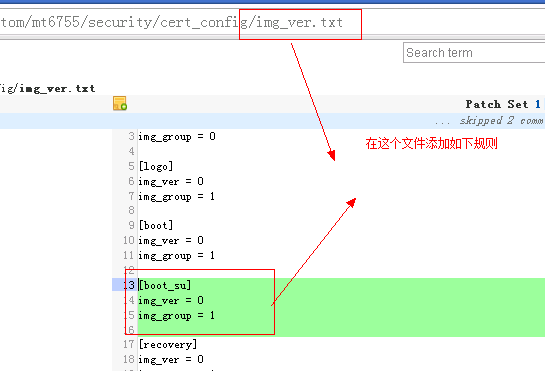 tom/mt6755/security/cert_config/img_ver.txt
Search term
ig/img_ver.txt
Patch Set 1
... skipped 2 comm
3 img_group = 0
4
在这个文件添加如下规则
5 [logo]
6 img_ver = 0
7 img_group = 1
8
9 [boot]
10 img_ver = 0
11 img_group = 1
12
13 [boot_su]
14 img_ver = 0
15 img_group = 1
16
17 [recovery]
18 img_ver = 0